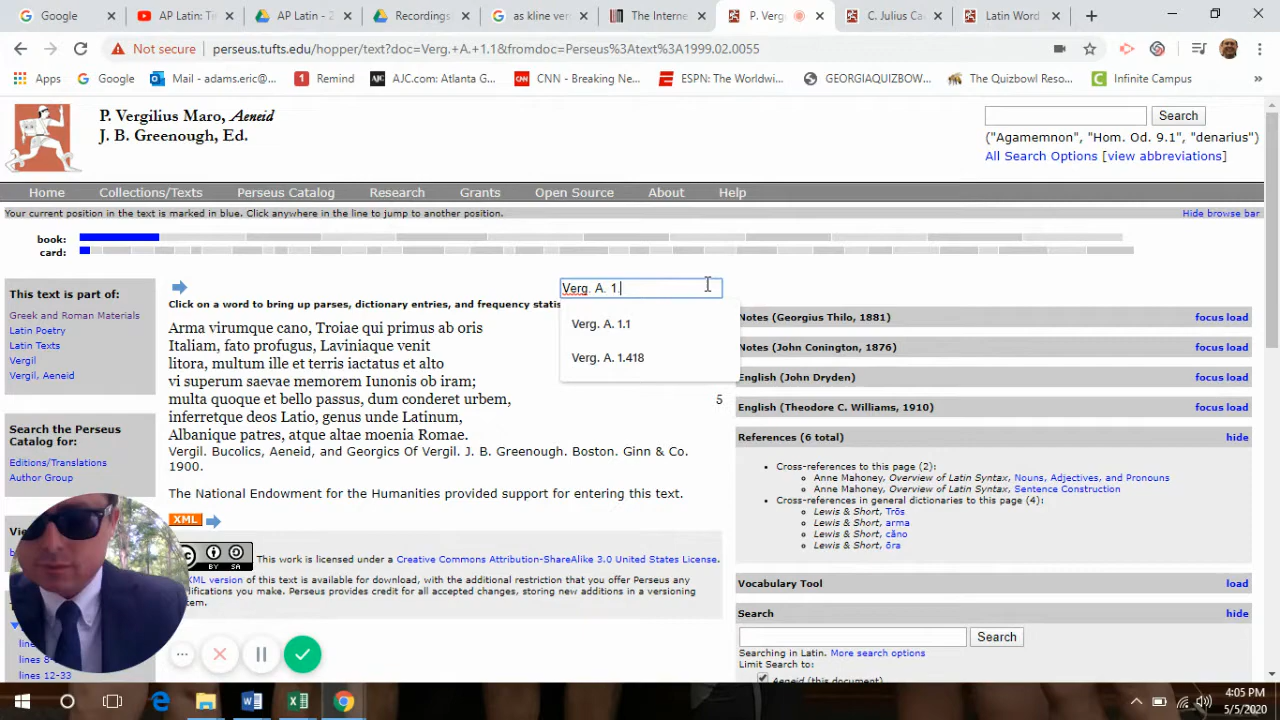 Google
AP Latin: Tr
AP Latin - 2
Recordings
as kline vers
The Interne
P. Verg
C. Julius Ca
Latin Word
Not secure
perseus.tufts.edu/hopper/text?doc=Verg.+A.+1.1&fromdoc=Perseus%3Atext%3A1999.02.0055
Apps
Google
Mail - adams.eric@...
Remind
AJC.com: Atlanta G...
CNN - Breaking New...
ESPN: The Worldwi...
GEORGIAQUIZBOW...
The Quizbowl Reso...
Infinite Campus
P. Vergilius Maro, Aeneid
J. B. Greenough, Ed.
Search
("Agamemnon", "Hom. Od. 9.1", "denarius")
All Search Options [view abbreviations]
Home Collections/Texts Perseus Catalog Research Grants Open Source About Help
Your current position in the text is marked in blue. Click anywhere in the line to jump to another position.
Hide browse bar
book:
card:
This text is part of:
Greek and Roman Materials
Latin Poetry
Latin Texts
Vergil
Vergil, Aeneid
Search the Perseus
Catalog for:
Editions/Translations
Author Group
lines 12-33
Verg. A. 1.
Verg. A. 1.1
Verg. A. 1.418
Click on a word to bring up parses, dictionary entries, and frequency statis
Arma virumque cano, Troiae qui primus ab oris
Italiam, fato profugus, Laviniaque venit
litora, multum ille et terris iactatus et alto
vi superum saevae memorem Iunonis ob iram;
multa quoque et bello passus, dum conderet urbem,
5
inferretque deos Latio, genus unde Latinum,
Albanique patres, atque altae moenia Romae.
Vergil. Bucolics, Aeneid, and Georgics Of Vergil. J. B. Greenough. Boston. Ginn & Co.
1900.
The National Endowment for the Humanities provided support for entering this text.
XML
BY SA
This work is licensed under a Creative Commons Attribution-ShareAlike 3.0 United States License.
XML version of this text is available for download, with the additional restriction that you offer Perseus any
difications you make. Perseus provides credit for all accepted changes, storing new additions in a versioning
tem.
Notes (Georgius Thilo, 1881)
focus load
Notes (John Conington, 1876)
focus load
English (John Dryden)
focus load
English (Theodore C. Williams, 1910)
focus load
References (6 total)
hide
Cross-references to this page (2):
Anne Mahoney, Overview of Latin Syntax, Nouns, Adjectives, and Pronouns
Anne Mahoney, Overview of Latin Syntax, Sentence Construction
Cross-references in general dictionaries to this page (4):
Lewis & Short, Trōs
Lewis & Short, arma
Lewis & Short, căno
Lewis & Short, ōra
Vocabulary Tool
load
Search
hide
Search
Searching in Latin. More search options
Limit Search to:
Aeneid (this document)
4:05 PM
5/5/2020